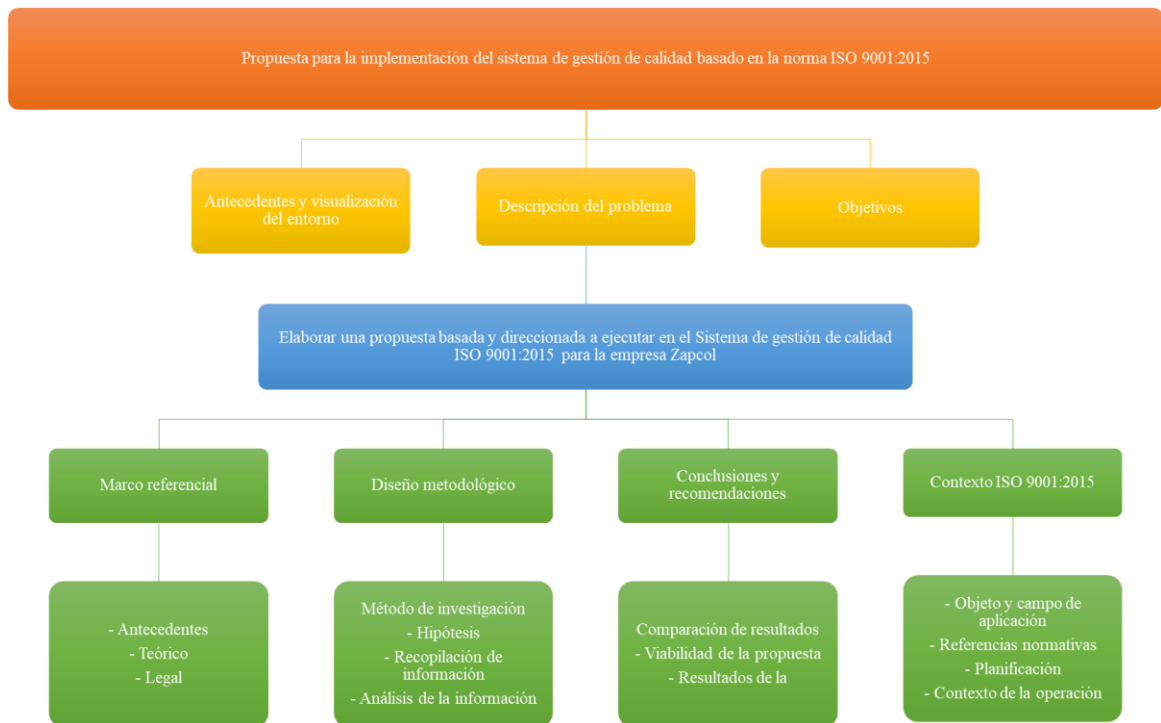 Propuesta para la implementación del sistema de gestión de calidad basado en la norma ISO 9001:2015
Antecedentes y visualización
del entorno
Descripción del problema
Objetivos
Elaborar una propuesta basada y direccionada a ejecutar en el Sistema de gestión de calidad
ISO 9001:2015 para la empresa Zapcol
Marco referencial
Diseño metodológico
Conclusiones y
recomendaciones
Contexto ISO 9001:2015
- Antecedentes
- Teórico
- Legal
Método de investigación
- Hipótesis
- Recopilación de
información
- Análisis de la información
Comparación de resultados
- Viabilidad de la propuesta
- Resultados de la
- Objeto y campo de
aplicación
- Referencias normativas
- Planificación
- Contexto de la operación